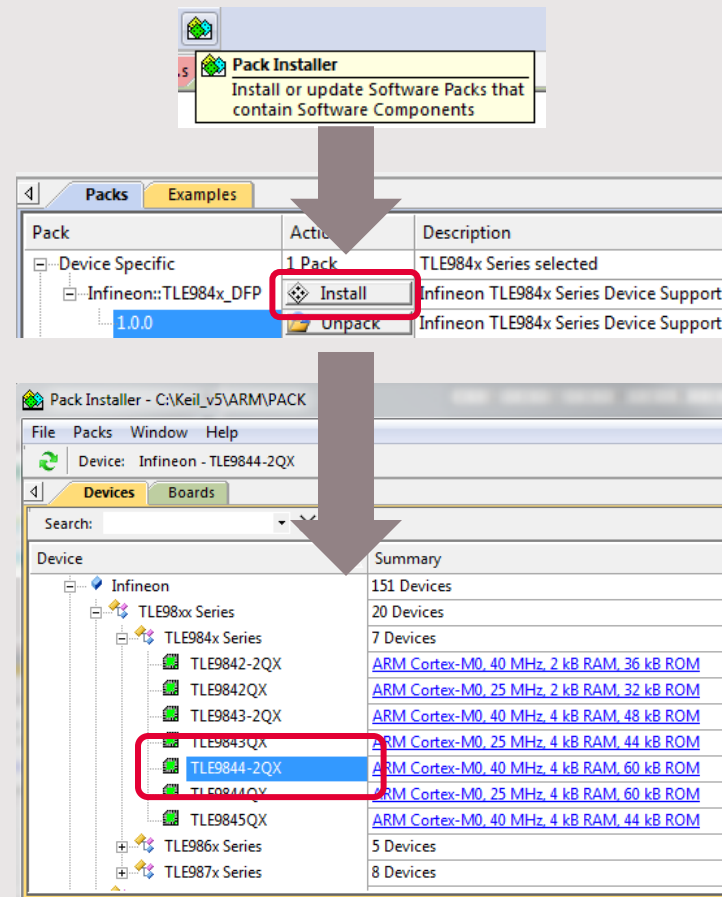 .s
Pack Installer
Install or update Software Packs that
contain Software Components
Packs Examples
Pack Description
Device Specific 1 Pack TLE984x Series selected
Infineon::TLE984x_DFP Install Infineon TLE984x Series Device Support
1.0.0 Unpack Infineon TLE984x Series Device Support
Pack Installer - C:\Keil_v5\ARM\PACK
File Packs Window Help
Device: Infineon - TLE9844-2QX
Devices Boards
Search:
Device Summary
Infineon 151 Devices
TLE98xx Series 20 Devices
TLE984x Series 7 Devices
TLE9842-2QX ARM Cortex-M0, 40 MHz, 2 kB RAM, 36 kB ROM
TLE9842QX ARM Cortex-M0, 25 MHz, 2 kB RAM, 32 kB ROM
TLE9843-2QX ARM Cortex-M0, 40 MHz, 4 kB RAM, 48 kB ROM
TLE9843QX ARM Cortex-M0, 25 MHz, 4 kB RAM, 44 kB ROM
TLE9844-2QX ARM Cortex-M0, 40 MHz, 4 kB RAM, 60 kB ROM
TLE9844QX ARM Cortex-M0, 25 MHz, 4 kB RAM, 60 kB ROM
TLE9845QX ARM Cortex-M0, 40 MHz, 4 kB RAM, 44 kB ROM
TLE986x Series 5 Devices
TLE987x Series 8 Devices